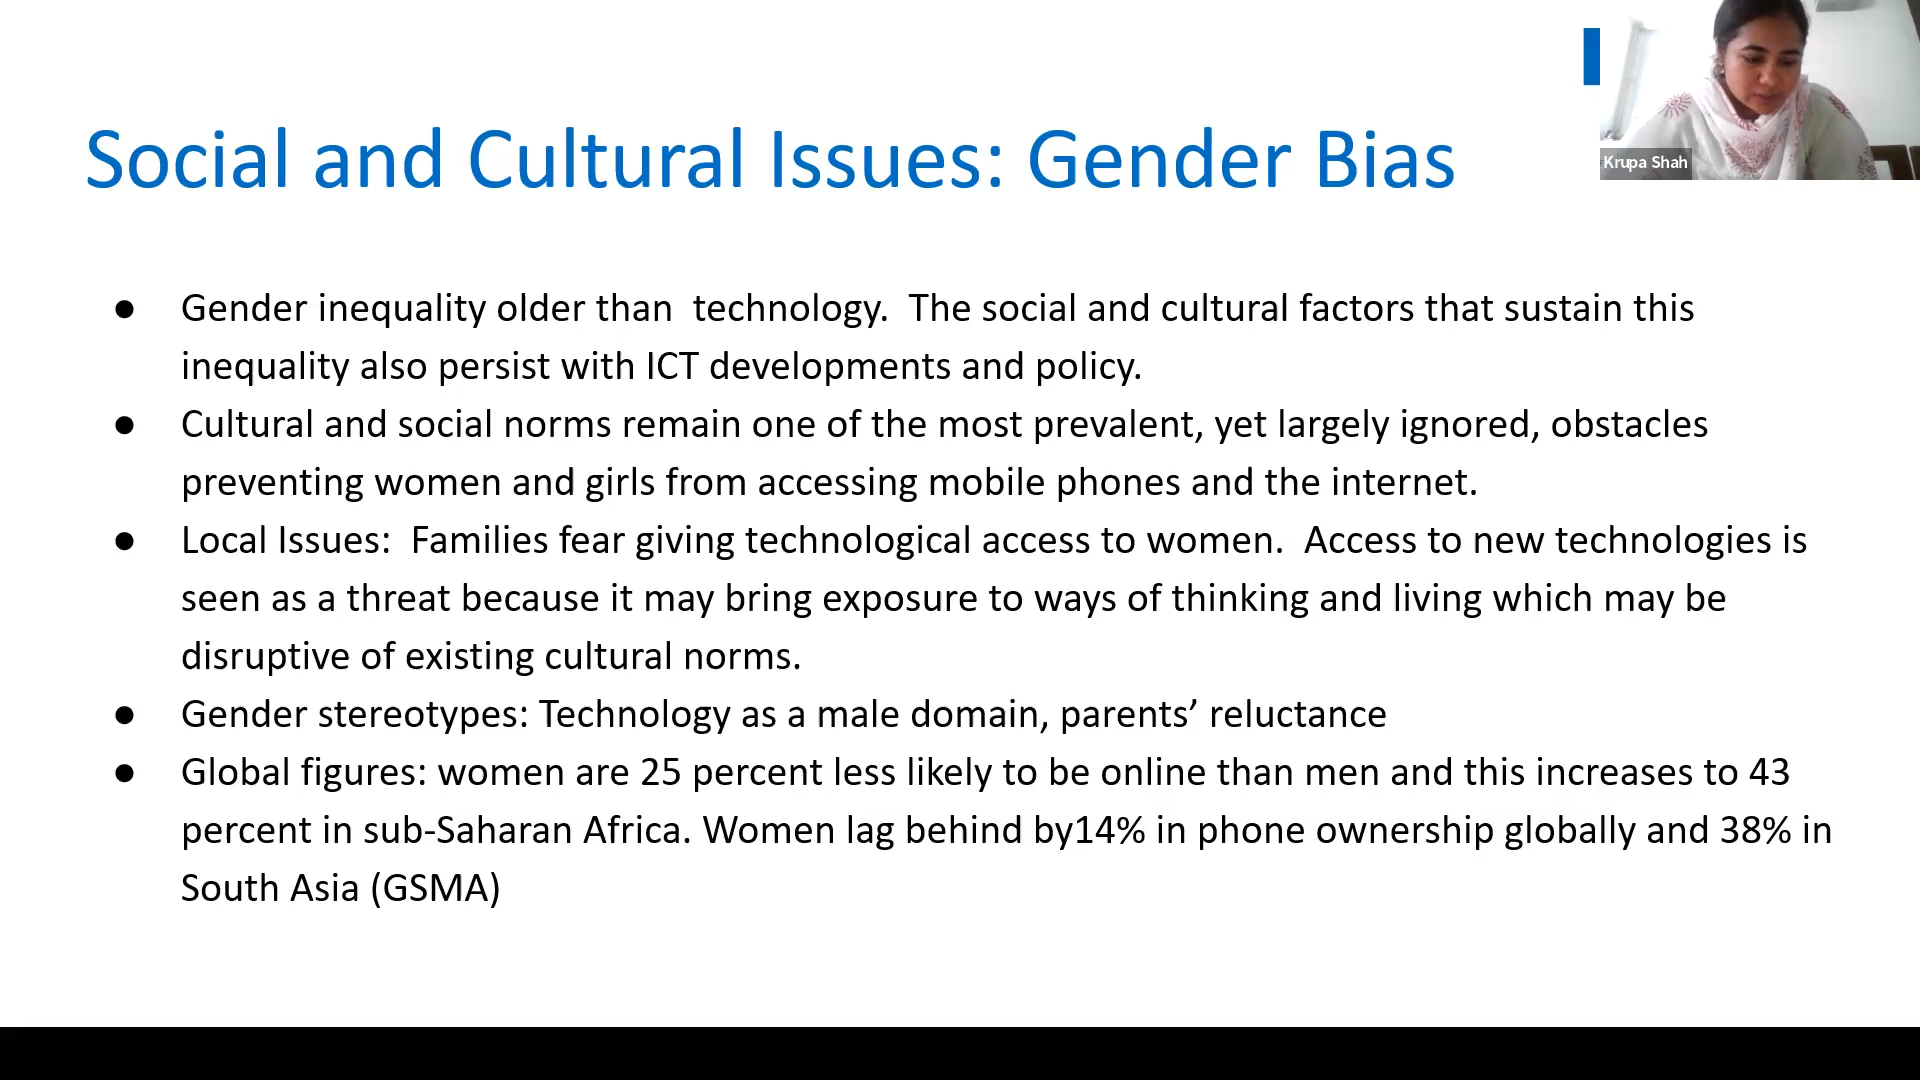 Krupa Shah
Social and Cultural Issues: Gender Bias
● Gender inequality older than  technology.  The social and cultural factors that sustain this
inequality also persist with ICT developments and policy.
● Cultural and social norms remain one of the most prevalent, yet largely ignored, obstacles
preventing women and girls from accessing mobile phones and the internet.
● Local Issues:  Families fear giving technological access to women.  Access to new technologies is
seen as a threat because it may bring exposure to ways of thinking and living which may be
disruptive of existing cultural norms.
● Gender stereotypes: Technology as a male domain, parents’ reluctance
● Global figures: women are 25 percent less likely to be online than men and this increases to 43
percent in sub-Saharan Africa. Women lag behind by14% in phone ownership globally and 38% in
South Asia (GSMA)